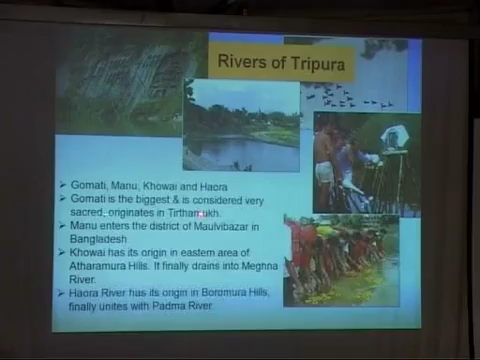 Rivers of Tripura
➢ Gomati, Manu, Khowai and Haora
➢ Gomati is the biggest & is considered very
sacred, originates in Tirthamukh.
➢ Manu enters the district of Maulvibazar in
Bangladesh
➢ Khowai has its origin in eastern area of
Atharamura Hills. It finally drains into Meghna
River.
➢ Haora River has its origin in Boromura Hills,
finally unites with Padma River.